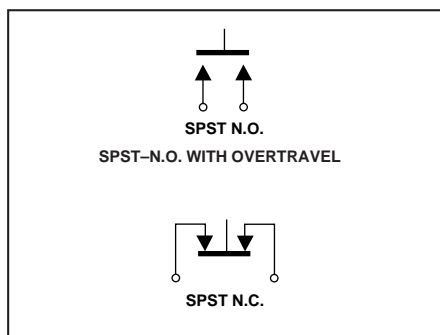 SPST N.O.
SPST–N.O. WITH OVERTRAVEL
SPST N.C.